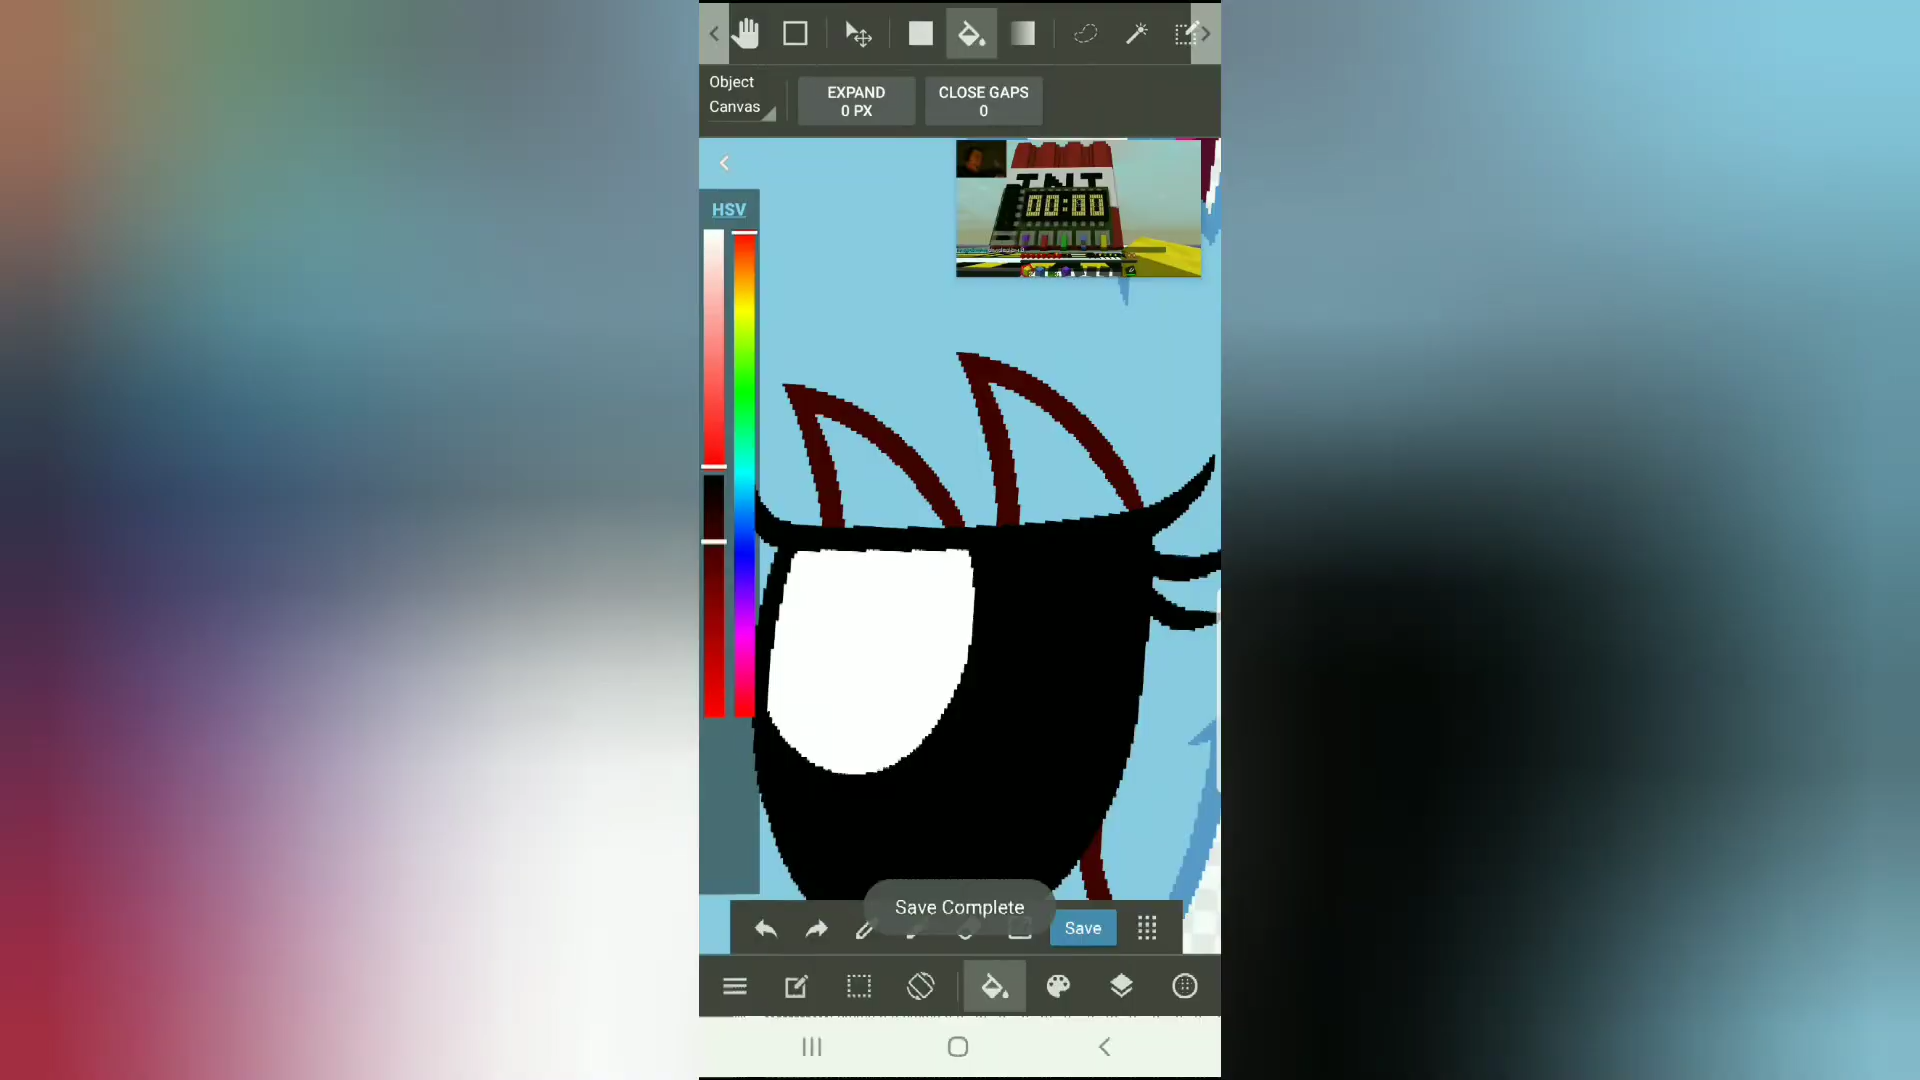 Object
Canvas
EXPAND
0 PX
CLOSE GAPS
0
HSV
TNT
00:00
Save Complete
Save